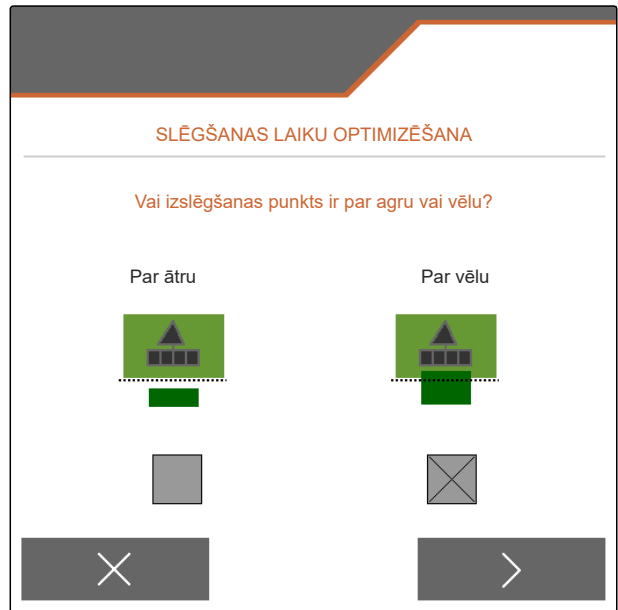 SLĒGŠANAS LAIKU OPTIMIZĒŠANA
Vai izslēgšanas punkts ir par agru vai vēlu?
Par ātru
Par vēlu